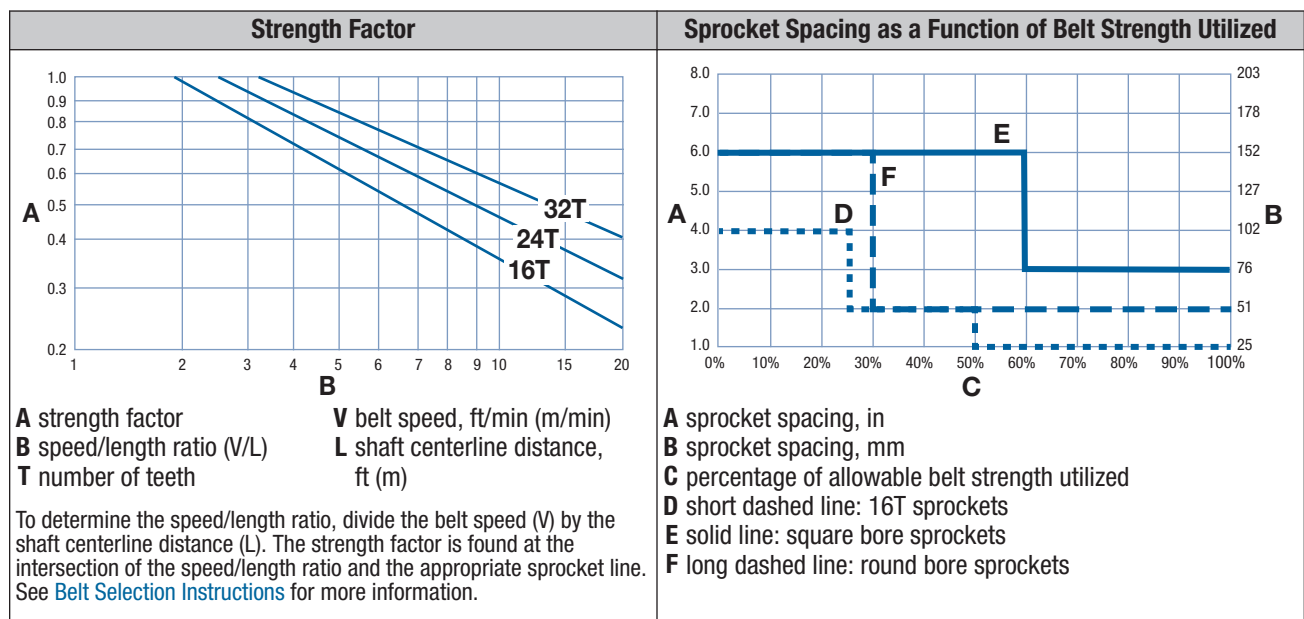 Strength Factor
Sprocket Spacing as a Function of Belt Strength Utilized
1.0
0.9
0.8
0.7
0.6
0.5
0.4
0.3
0.2
A
32T
24T
16T
1 2 3 4 5 6 7 8 9 10 15 20
B
A strength factor
B speed/length ratio (V/L)
T number of teeth
V belt speed, ft/min (m/min)
L shaft centerline distance,
ft (m)
To determine the speed/length ratio, divide the belt speed (V) by the
shaft centerline distance (L). The strength factor is found at the
intersection of the speed/length ratio and the appropriate sprocket line.
See Belt Selection Instructions for more information.
8.0
7.0
6.0
5.0
4.0
3.0
2.0
1.0
A
E
F
D
203
178
152
127
102
76
51
25
B
0% 10% 20% 30% 40% 50% 60% 70% 80% 90% 100%
C
A sprocket spacing, in
B sprocket spacing, mm
C percentage of allowable belt strength utilized
D short dashed line: 16T sprockets
E solid line: square bore sprockets
F long dashed line: round bore sprockets